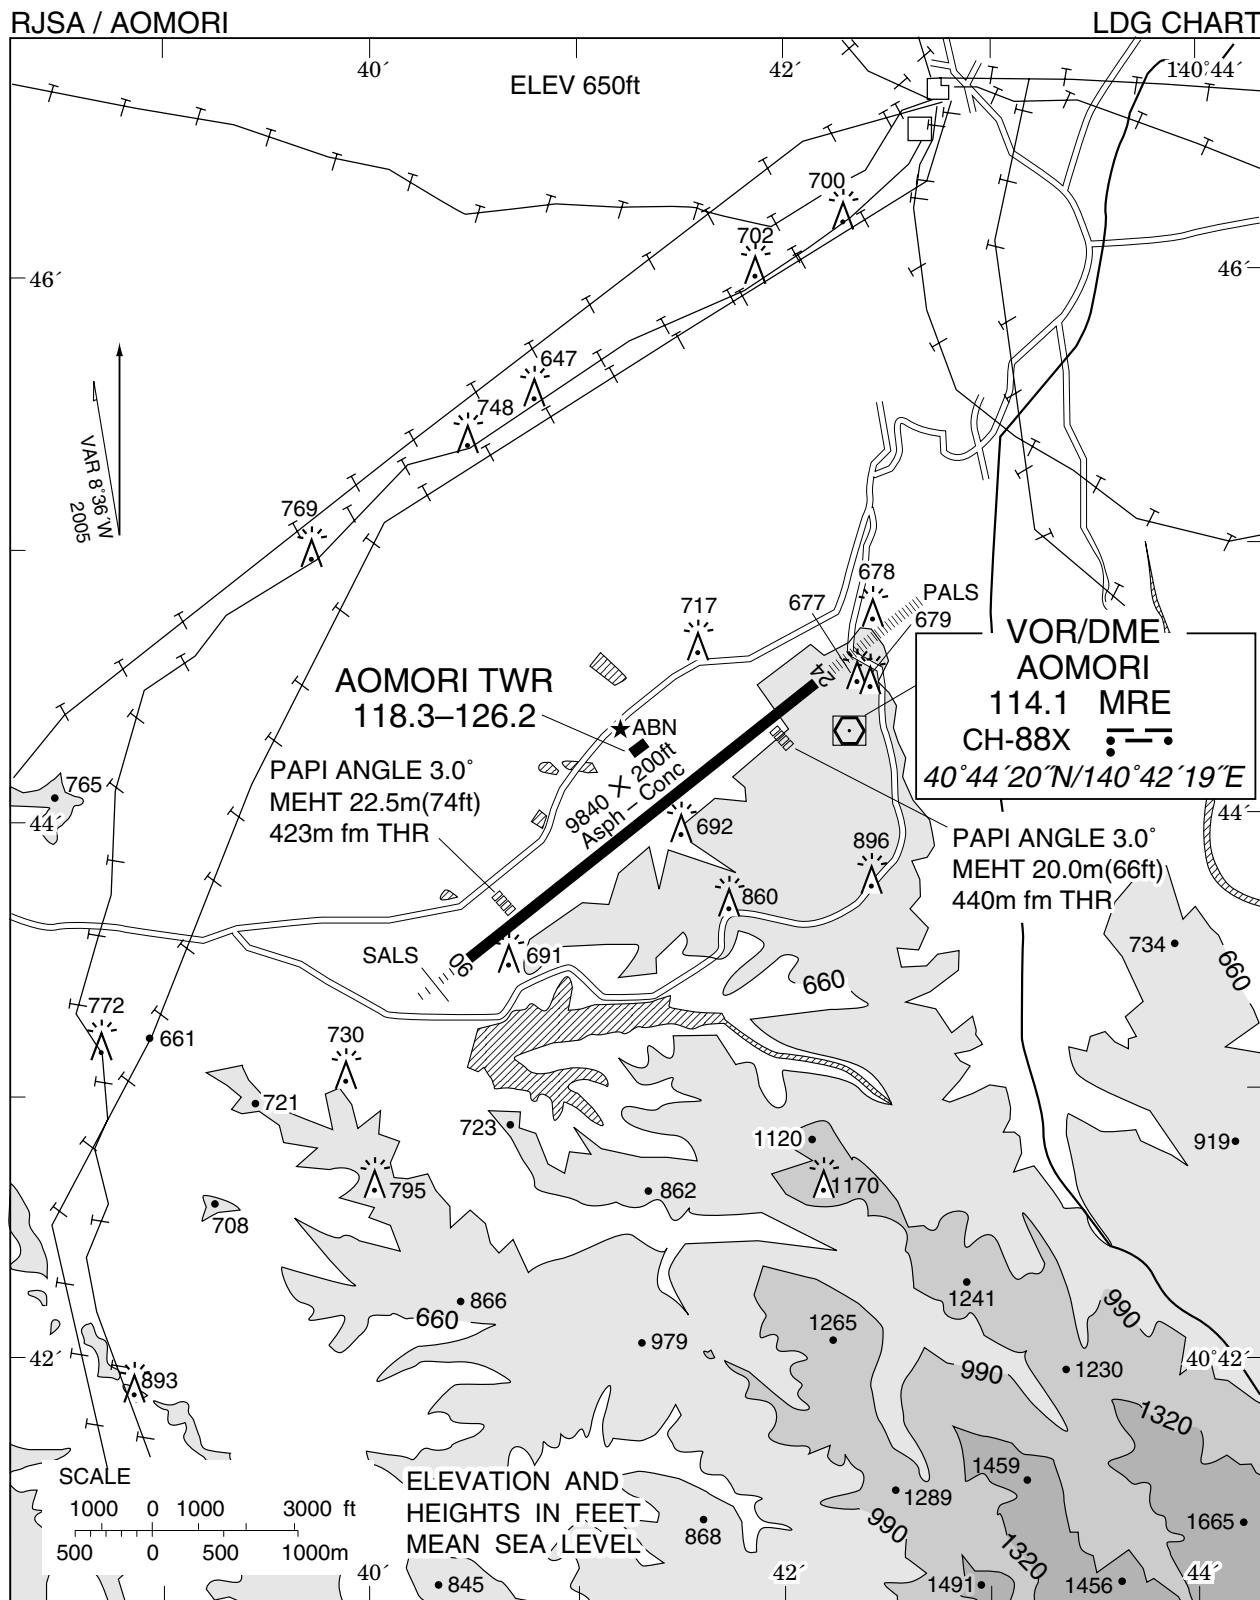 RJSA / AOMORI
LDG CHART
40´
42´
140°44´
ELEV 650ft
700
702
46´
46´
647
748
VAR 8°36´W
2005
769
678
PALS
677
679
717
24
VOR/DME
AOMORI
114.1 MRE
CH-88X
40°44´20˝N/140°42´19˝E
AOMORI TWR
118.3–126.2
ABN
9840 X 200ft
Asph – Conc
PAPI ANGLE 3.0°
MEHT 22.5m(74ft)
423m fm THR
765
44´
44´
692
PAPI ANGLE 3.0°
MEHT 20.0m(66ft)
440m fm THR
896
860
691
SALS
06
734
660
660
772
661
730
721
723
1120
919
795
862
1170
708
866
660
1241
990
1265
979
42´
40°42´
990
1230
893
1320
SCALE
1000 0 1000 3000 ft
500 0 500 1000m
ELEVATION AND
HEIGHTS IN FEET
MEAN SEA LEVEL
1459
1289
990
868
1665
1320
40´
845
42´
1491
1456
44´